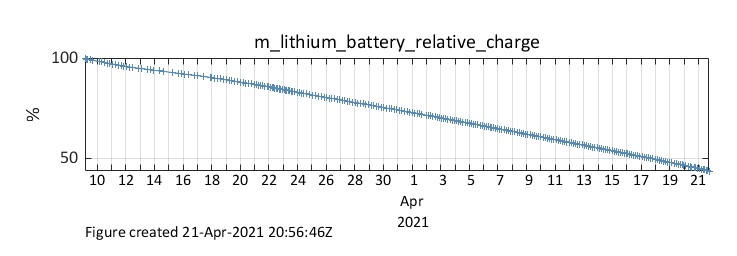 m_lithium_battery_relative_charge
100
50
%
10 12 14 16 18 20 22 24 26 28 30 1 3 5 7 9 11 13 15 17 19 21
Apr
2021
Figure created 21-Apr-2021 20:56:46Z